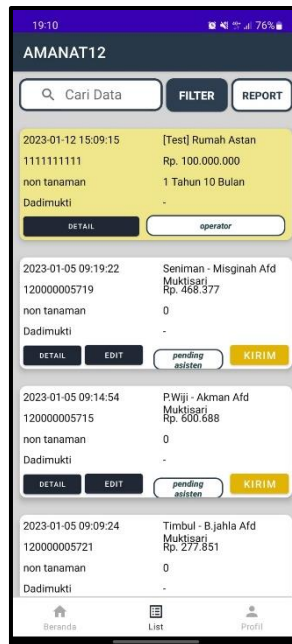 19:10 76%
AMANAT12
Cari Data FILTER REPORT
2023-01-12 15:09:15 [Test] Rumah Astan
1111111111 Rp. 100.000.000
non tanaman 1 Tahun 10 Bulan
Dadimukti -
DETAIL operator
2023-01-05 09:19:22 Seniman - Misginah Afd
Muktisari
120000005719 Rp. 468.377
non tanaman 0
Dadimukti -
DETAIL EDIT pending
asisten KIRIM
2023-01-05 09:14:54 P.Wiji - Akman Afd
Muktisari
120000005715 Rp. 600.688
non tanaman 0
Dadimukti -
DETAIL EDIT pending
asisten KIRIM
2023-01-05 09:09:24 Timbul - B.jahla Afd
Muktisari
120000005721 Rp. 277.851
non tanaman 0
Dadimukti -
Beranda List Profil